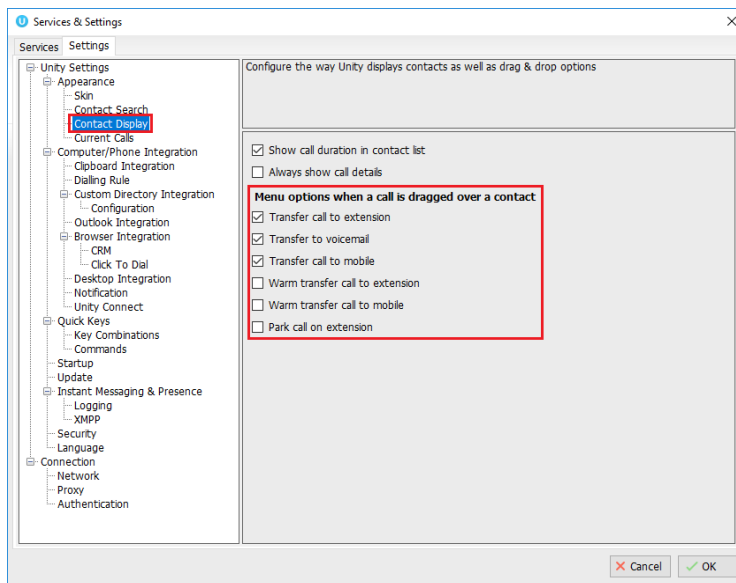 Services & Settings
Services Settings
Unity Settings
Appearance
Skin
Contact Search
Contact Display
Current Calls
Computer/Phone Integration
Clipboard Integration
Dialling Rule
Custom Directory Integration
Configuration
Outlook Integration
Browser Integration
CRM
Click To Dial
Desktop Integration
Notification
Unity Connect
Quick Keys
Key Combinations
Commands
Startup
Update
Instant Messaging & Presence
Logging
XMPP
Security
Language
Connection
Network
Proxy
Authentication
Configure the way Unity displays contacts as well as drag & drop options
Show call duration in contact list
Always show call details
Menu options when a call is dragged over a contact
Transfer call to extension
Transfer to voicemail
Transfer call to mobile
Warm transfer call to extension
Warm transfer call to mobile
Park call on extension
Cancel
OK